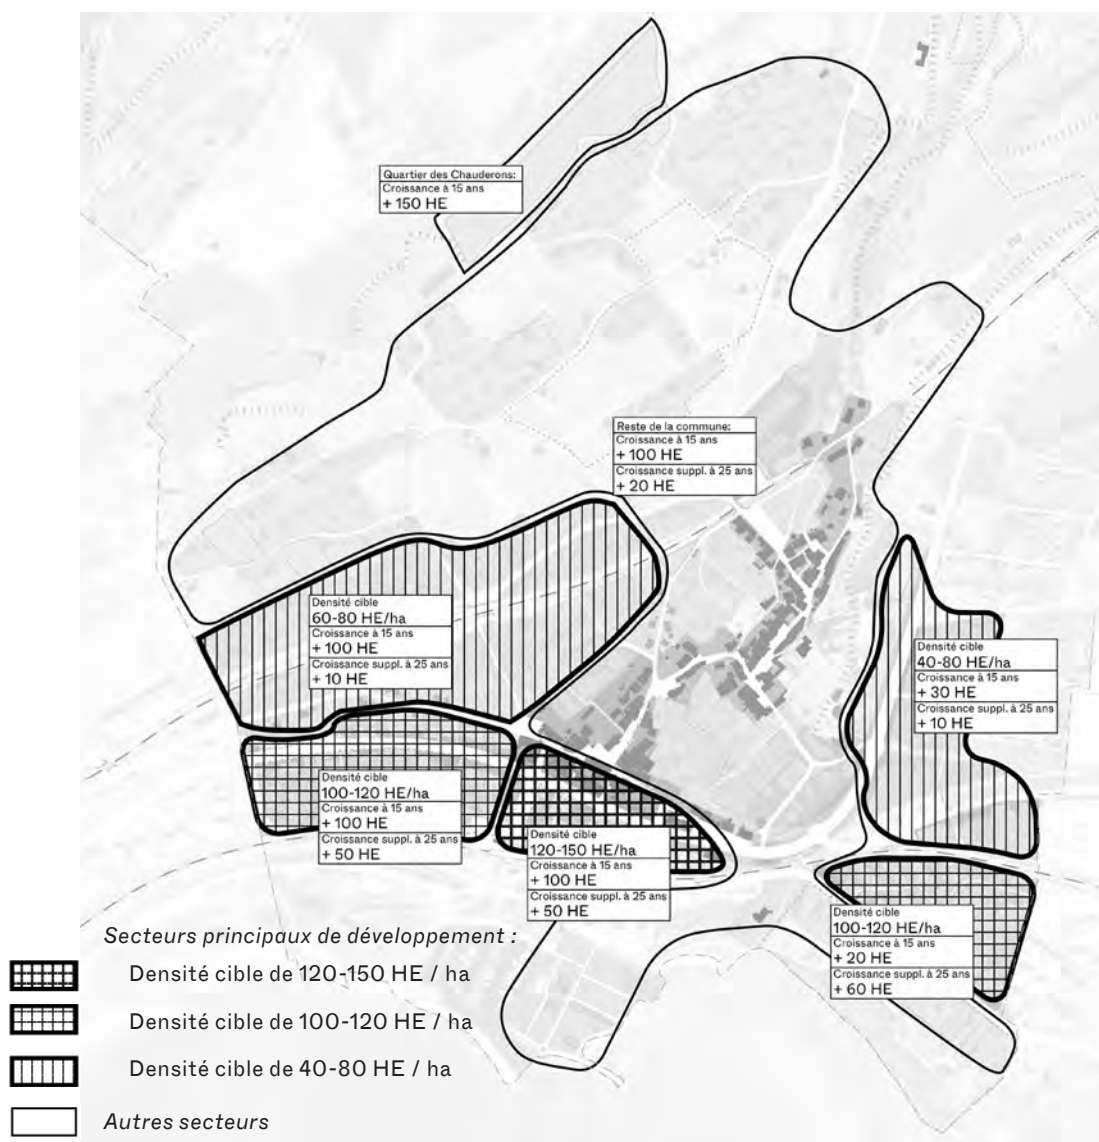 Quartier des Chauderons:
Croissance à 15 ans
+ 150 HE
Reste de la commune:
Croissance à 15 ans
+ 100 HE
Croissance suppl. à 25 ans
+ 20 HE
Densité cible
60-80 HE/ha
Croissance à 15 ans
+ 100 HE
Croissance suppl. à 25 ans
+ 10 HE
Densité cible
40-80 HE/ha
Croissance à 15 ans
+ 30 HE
Croissance suppl. à 25 ans
+ 10 HE
Densité cible
100-120 HE/ha
Croissance à 15 ans
+ 100 HE
Croissance suppl. à 25 ans
+ 50 HE
Densité cible
120-150 HE/ha
Croissance à 15 ans
+ 100 HE
Croissance suppl. à 25 ans
+ 50 HE
Densité cible
100-120 HE/ha
Croissance à 15 ans
+ 20 HE
Croissance suppl. à 25 ans
+ 60 HE
Secteurs principaux de développement :
Densité cible de 120-150 HE / ha
Densité cible de 100-120 HE / ha
Densité cible de 40-80 HE / ha
Autres secteurs